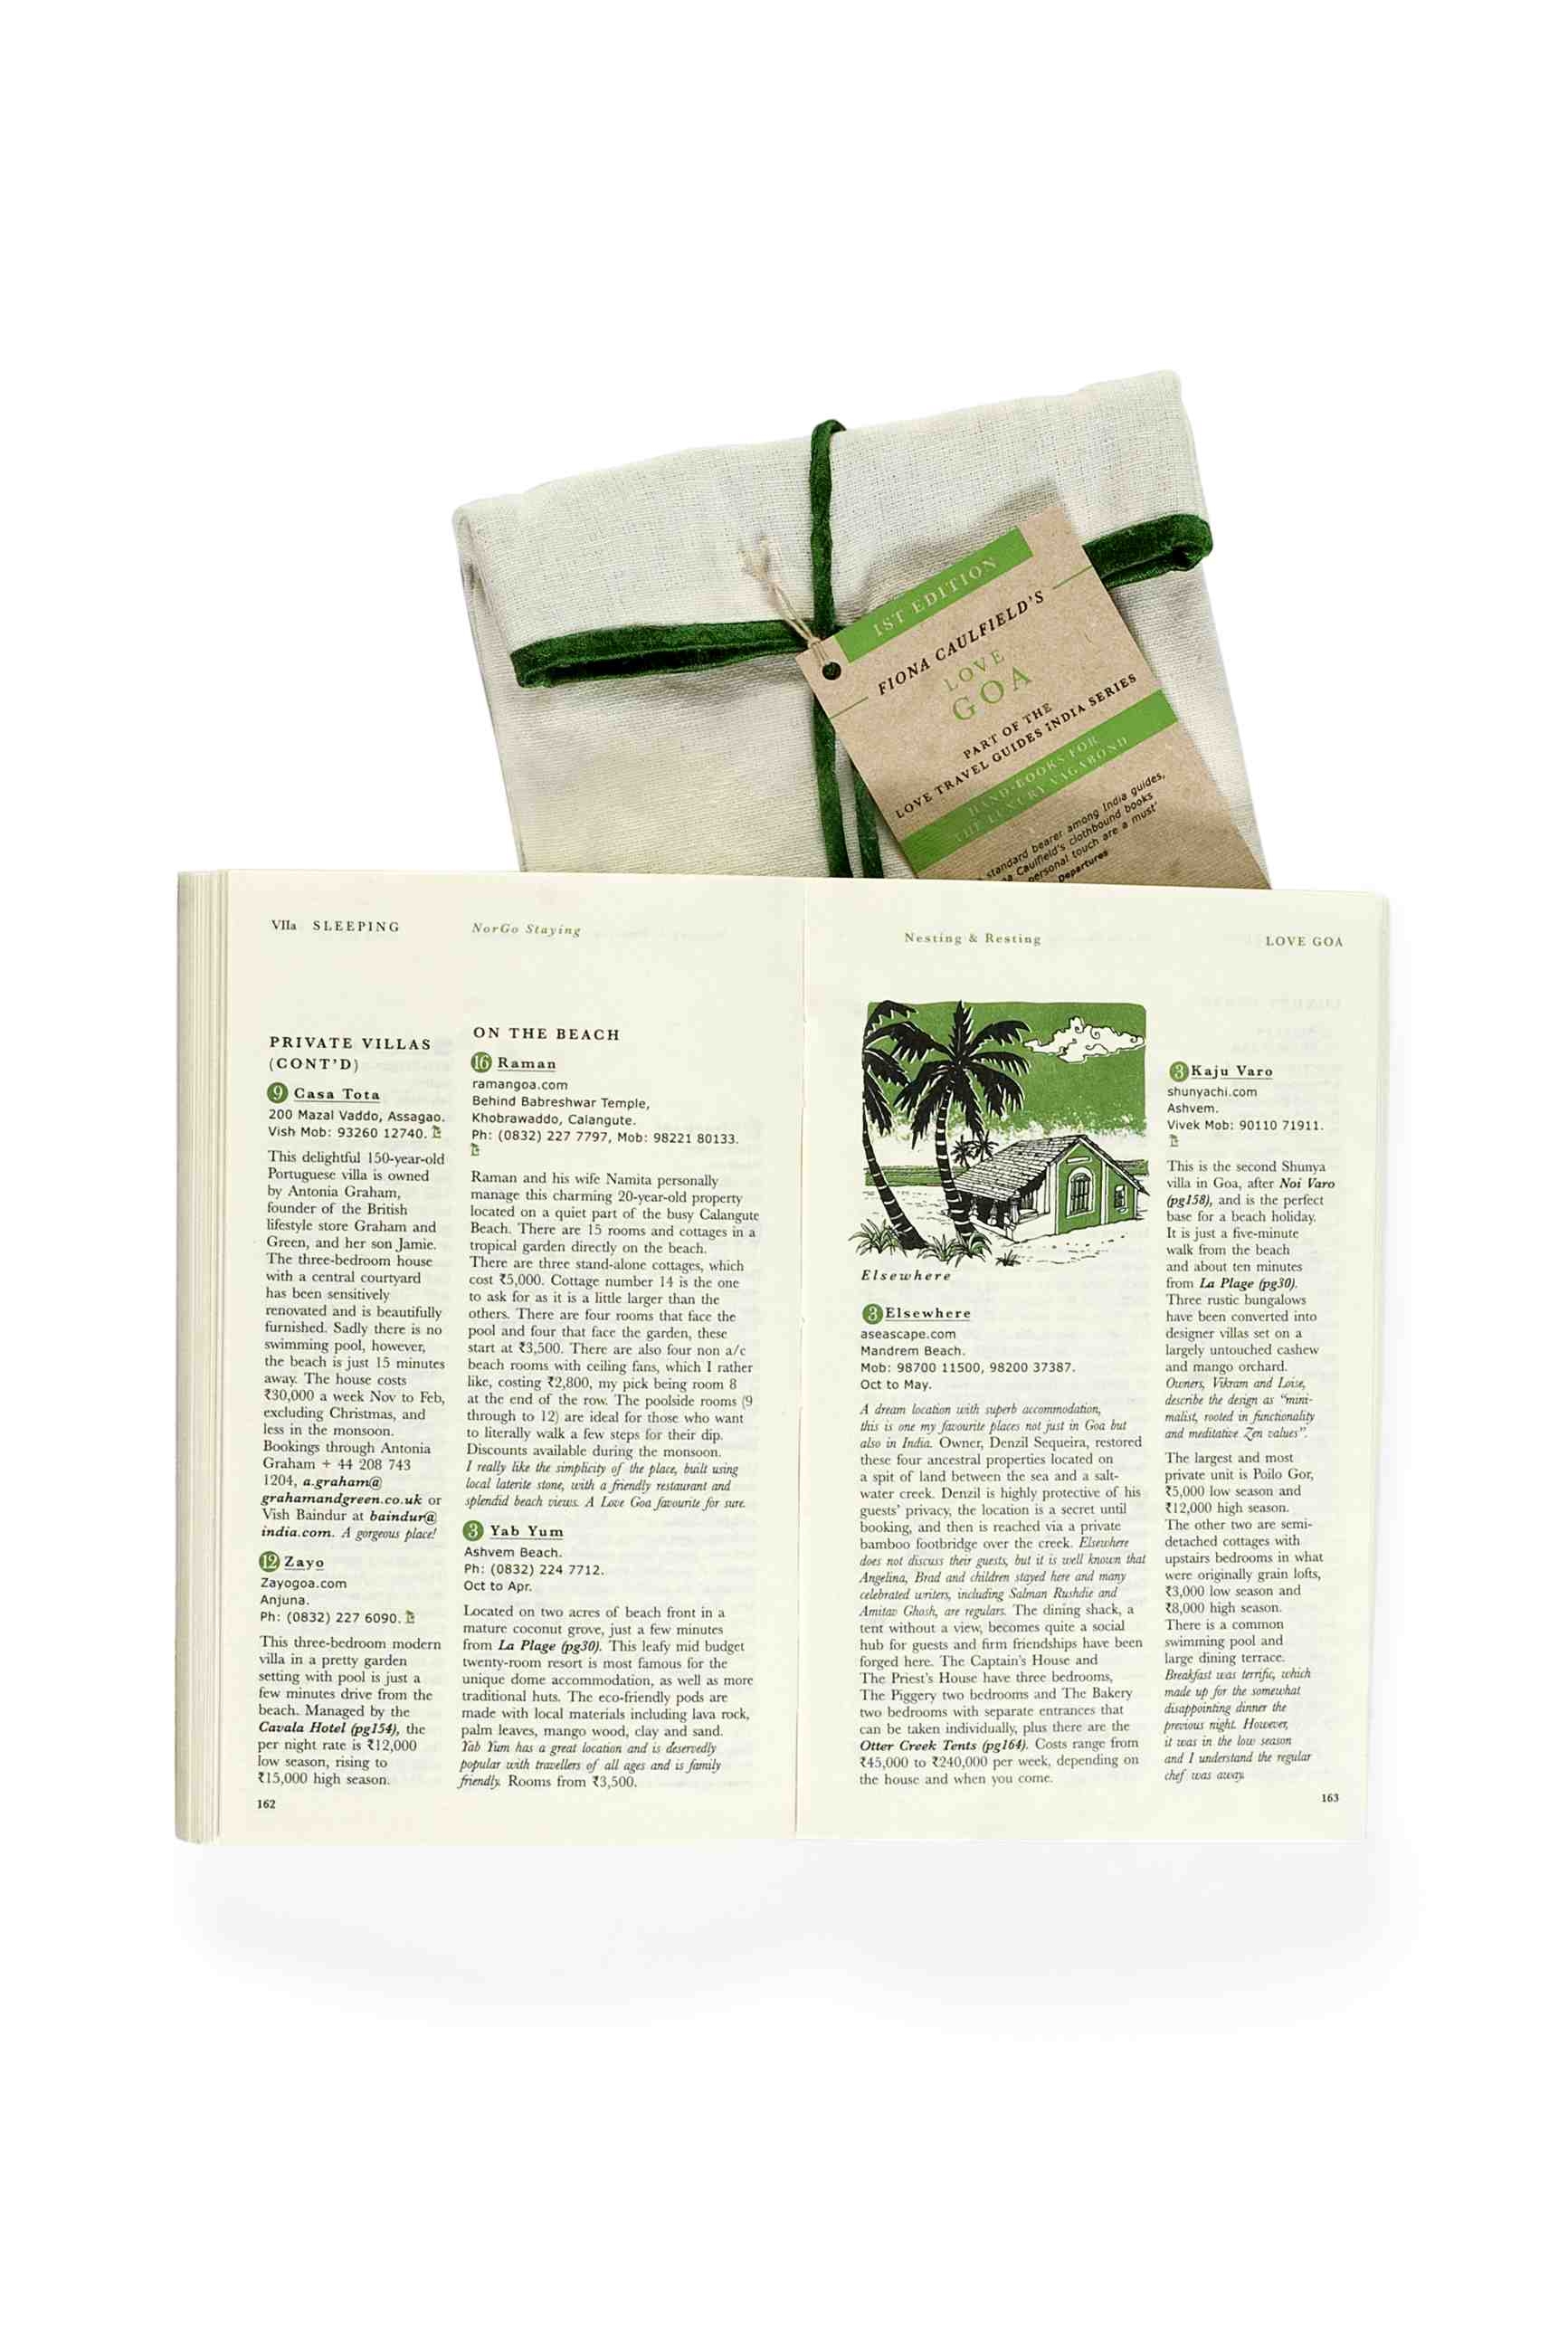 1ST EDITION
FIONA CAULFIELD'S
LOVE
GOA
PART OF THE
LOVE TRAVEL GUIDES INDIA SERIES
HAND-BOOKS FOR
THE LUXURY VAGABOND
standard bearer among India guides,
Caulfield's clothbound books
personal touch are a must'
Departures
VIIa SLEEPING
NorGo Staying
PRIVATE VILLAS
(CONT'D)
9 Casa Tota
200 Mazal Vaddo, Assagao.
Vish Mob: 93260 12740.
This delightful 150-year-old
Portuguese villa is owned
by Antonia Graham,
founder of the British
lifestyle store Graham and
Green, and her son Jamie.
The three-bedroom house
with a central courtyard
has been sensitively
renovated and is beautifully
furnished. Sadly there is no
swimming pool, however,
the beach is just 15 minutes
away. The house costs
₹30,000 a week Nov to Feb,
excluding Christmas, and
less in the monsoon.
Bookings through Antonia
Graham + 44 208 743
1204, a.graham@
grahamandgreen.co.uk or
Vish Baindur at baindur@
india.com. A gorgeous place!
12 Zayo
Zayogoa.com
Anjuna.
Ph: (0832) 227 6090.
This three-bedroom modern
villa in a pretty garden
setting with pool is just a
few minutes drive from the
beach. Managed by the
Cavala Hotel (pg154), the
per night rate is ₹12,000
low season, rising to
₹15,000 high season.
162
ON THE BEACH
16 Raman
ramangoa.com
Behind Babreshwar Temple,
Khobrawaddo, Calangute.
Ph: (0832) 227 7797, Mob: 98221 80133.
Raman and his wife Namita personally
manage this charming 20-year-old property
located on a quiet part of the busy Calangute
Beach. There are 15 rooms and cottages in a
tropical garden directly on the beach.
There are three stand-alone cottages, which
cost ₹5,000. Cottage number 14 is the one
to ask for as it is a little larger than the
others. There are four rooms that face the
pool and four that face the garden, these
start at ₹3,500. There are also four non a/c
beach rooms with ceiling fans, which I rather
like, costing ₹2,800, my pick being room 8
at the end of the row. The poolside rooms (9
through to 12) are ideal for those who want
to literally walk a few steps for their dip.
Discounts available during the monsoon.
I really like the simplicity of the place, built using
local laterite stone, with a friendly restaurant and
splendid beach views. A Love Goa favourite for sure.
3 Yab Yum
Ashvem Beach.
Ph: (0832) 224 7712.
Oct to Apr.
Located on two acres of beach front in a
mature coconut grove, just a few minutes
from La Plage (pg30). This leafy mid budget
twenty-room resort is most famous for the
unique dome accommodation, as well as more
traditional huts. The eco-friendly pods are
made with local materials including lava rock,
palm leaves, mango wood, clay and sand.
Yab Yum has a great location and is deservedly
popular with travellers of all ages and is family
friendly. Rooms from ₹3,500.
Nesting & Resting
LOVE GOA
Elsewhere
3 Elsewhere
aseascape.com
Mandrem Beach.
Mob: 98700 11500, 98200 37387.
Oct to May.
A dream location with superb accommodation,
this is one my favourite places not just in Goa but
also in India. Owner, Denzil Sequeira, restored
these four ancestral properties located on
a spit of land between the sea and a salt-
water creek. Denzil is highly protective of his
guests' privacy, the location is a secret until
booking, and then is reached via a private
bamboo footbridge over the creek. Elsewhere
does not discuss their guests, but it is well known that
Angelina, Brad and children stayed here and many
celebrated writers, including Salman Rushdie and
Amitav Ghosh, are regulars. The dining shack, a
tent without a view, becomes quite a social
hub for guests and firm friendships have been
forged here. The Captain's House and
The Priest's House have three bedrooms,
The Piggery two bedrooms and The Bakery
two bedrooms with separate entrances that
can be taken individually, plus there are the
Otter Creek Tents (pg164). Costs range from
₹45,000 to ₹240,000 per week, depending on
the house and when you come.
3 Kaju Varo
shunyachi.com
Ashvem.
Vivek Mob: 90110 71911.
This is the second Shunya
villa in Goa, after Noi Varo
(pg158), and is the perfect
base for a beach holiday.
It is just a five-minute
walk from the beach
and about ten minutes
from La Plage (pg30).
Three rustic bungalows
have been converted into
designer villas set on a
largely untouched cashew
and mango orchard.
Owners, Vikram and Loise,
describe the design as "mini-
malist, rooted in functionality
and meditative Zen values".
The largest and most
private unit is Poilo Gor,
₹5,000 low season and
₹12,000 high season.
The other two are semi-
detached cottages with
upstairs bedrooms in what
were originally grain lofts,
₹3,000 low season and
₹8,000 high season.
There is a common
swimming pool and
large dining terrace.
Breakfast was terrific, which
made up for the somewhat
disappointing dinner the
previous night. However,
it was in the low season
and I understand the regular
chef was away.
163